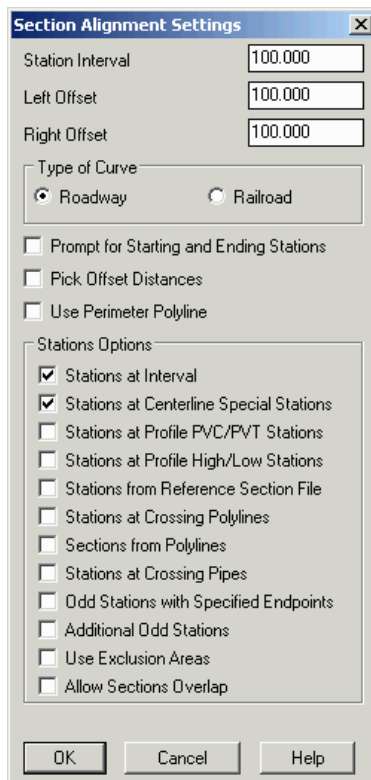 Section Alignment Settings
Station Interval 100.000
Left Offset 100.000
Right Offset 100.000
Type of Curve
Roadway Railroad
Prompt for Starting and Ending Stations
Pick Offset Distances
Use Perimeter Polyline
Stations Options
Stations at Interval
Stations at Centerline Special Stations
Stations at Profile PVC/PVT Stations
Stations at Profile High/Low Stations
Stations from Reference Section File
Stations at Crossing Polylines
Sections from Polylines
Stations at Crossing Pipes
Odd Stations with Specified Endpoints
Additional Odd Stations
Use Exclusion Areas
Allow Sections Overlap
OK Cancel Help